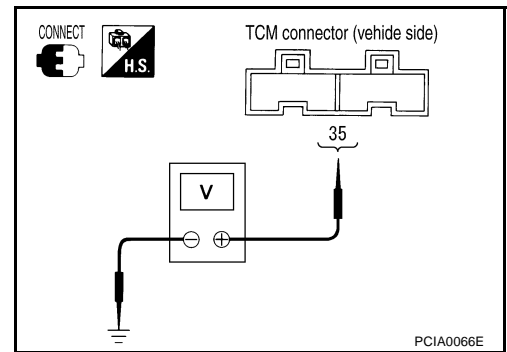 CONNECT
H.S.
TCM connector (vehide side)
35
V
PCIA0066E